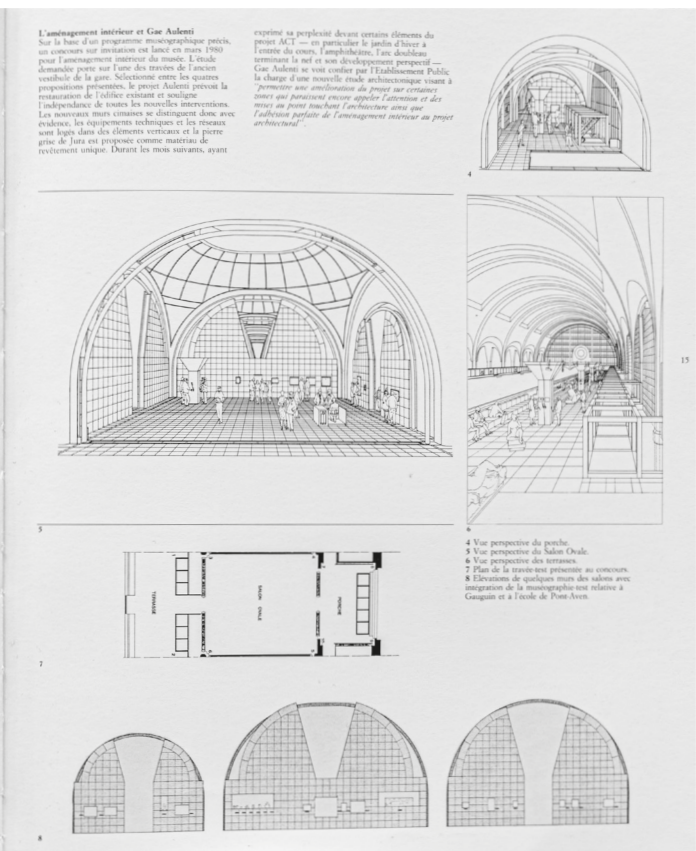 L'aménagement intérieur et Gae Aulenti
Sur la base d'un programme muséographique précis,
un concours sur invitation est lancé en mars 1980
pour l'aménagement intérieur du musée. L'étude
demandée porte sur l'une des travées de l'ancien
vestibule de la gare. Sélectionné entre les quatre
propositions présentées, le projet Aulenti prévoit la
restauration de l'édifice existant et souligne
l'indépendance de toutes les nouvelles interventions.
Les nouveaux murs cimaises se distinguent donc avec
évidence, les équipements techniques et les réseaux
sont logés dans des éléments verticaux et la pierre
grise de Jura est proposée comme matériau de
revêtement unique. Durant les mois suivants, ayant
exprimé sa perplexité devant certains éléments du
projet ACT — en particulier le jardin d'hiver à
l'entrée du cours, l'amphithéâtre, l'arc doubleau
terminant la nef et son développement perspectif —
Gae Aulenti se voit confier par l'Etablissement Public
la charge d'une nouvelle étude architectonique visant à
"permettre une amélioration du projet sur certaines
zones qui paraissent encore appeler l'attention et des
mises au point touchant l'architecture ainsi que
l'adhésion parfaite de l'aménagement intérieur au projet
architectural".
4
15
5
6
4 Vue perspective du porche.
5 Vue perspective du Salon Ovale.
6 Vue perspective des terrasses.
7 Plan de la travée-test présentée au concours.
8 Elévations de quelques murs des salons avec
intégration de la muséographie-test relative à
Gauguin et à l'école de Pont-Aven.
TERRASSE
SALON OVALE
PORCHE
7
8